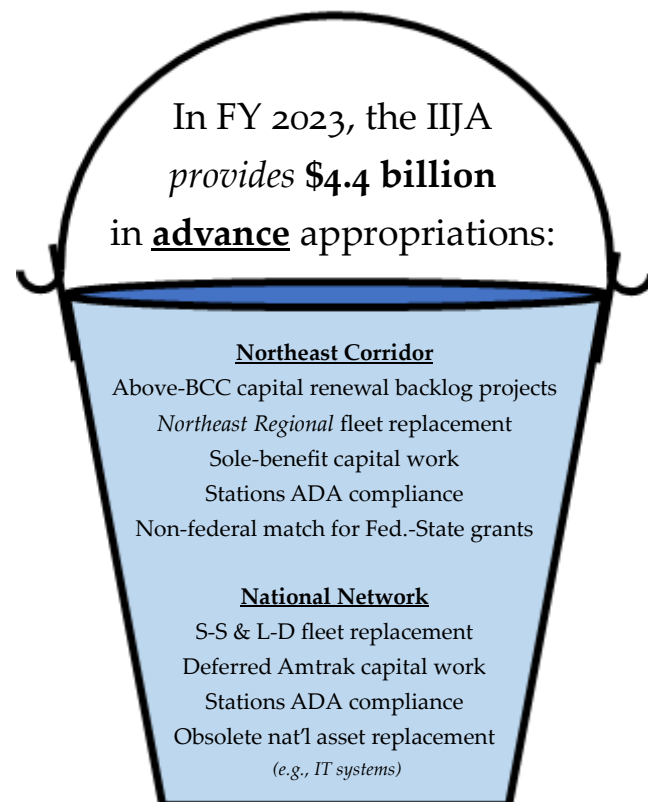 In FY 2023, the IIJA
provides $4.4 billion
in advance appropriations:
Northeast Corridor
Above-BCC capital renewal backlog projects
Northeast Regional fleet replacement
Sole-benefit capital work
Stations ADA compliance
Non-federal match for Fed.-State grants
National Network
S-S & L-D fleet replacement
Deferred Amtrak capital work
Stations ADA compliance
Obsolete nat'l asset replacement
(e.g., IT systems)